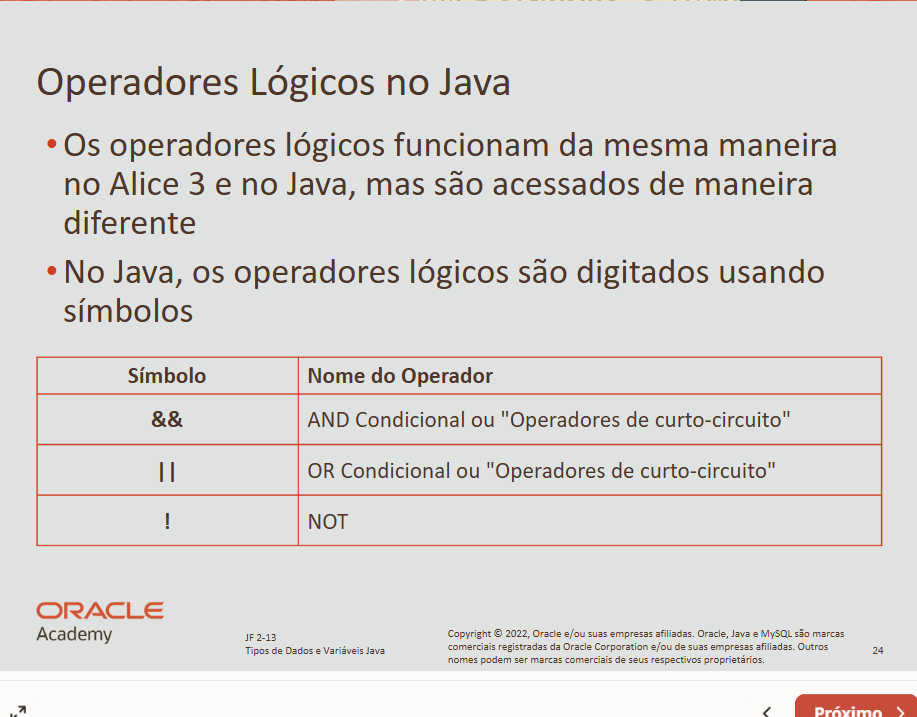 Operadores Lógicos no Java
•Os operadores lógicos funcionam da mesma maneira
no Alice 3 e no Java, mas são acessados de maneira
diferente
•No Java, os operadores lógicos são digitados usando
símbolos
Símbolo Nome do Operador
&& AND Condicional ou "Operadores de curto-circuito"
|| OR Condicional ou "Operadores de curto-circuito"
! NOT
ORACLE
Academy
JF 2-13
Tipos de Dados e Variáveis Java
Copyright © 2022, Oracle e/ou suas empresas afiliadas. Oracle, Java e MySQL são marcas
comerciais registradas da Oracle Corporation e/ou de suas empresas afiliadas. Outros
nomes podem ser marcas comerciais de seus respectivos proprietários.
24
Próximo